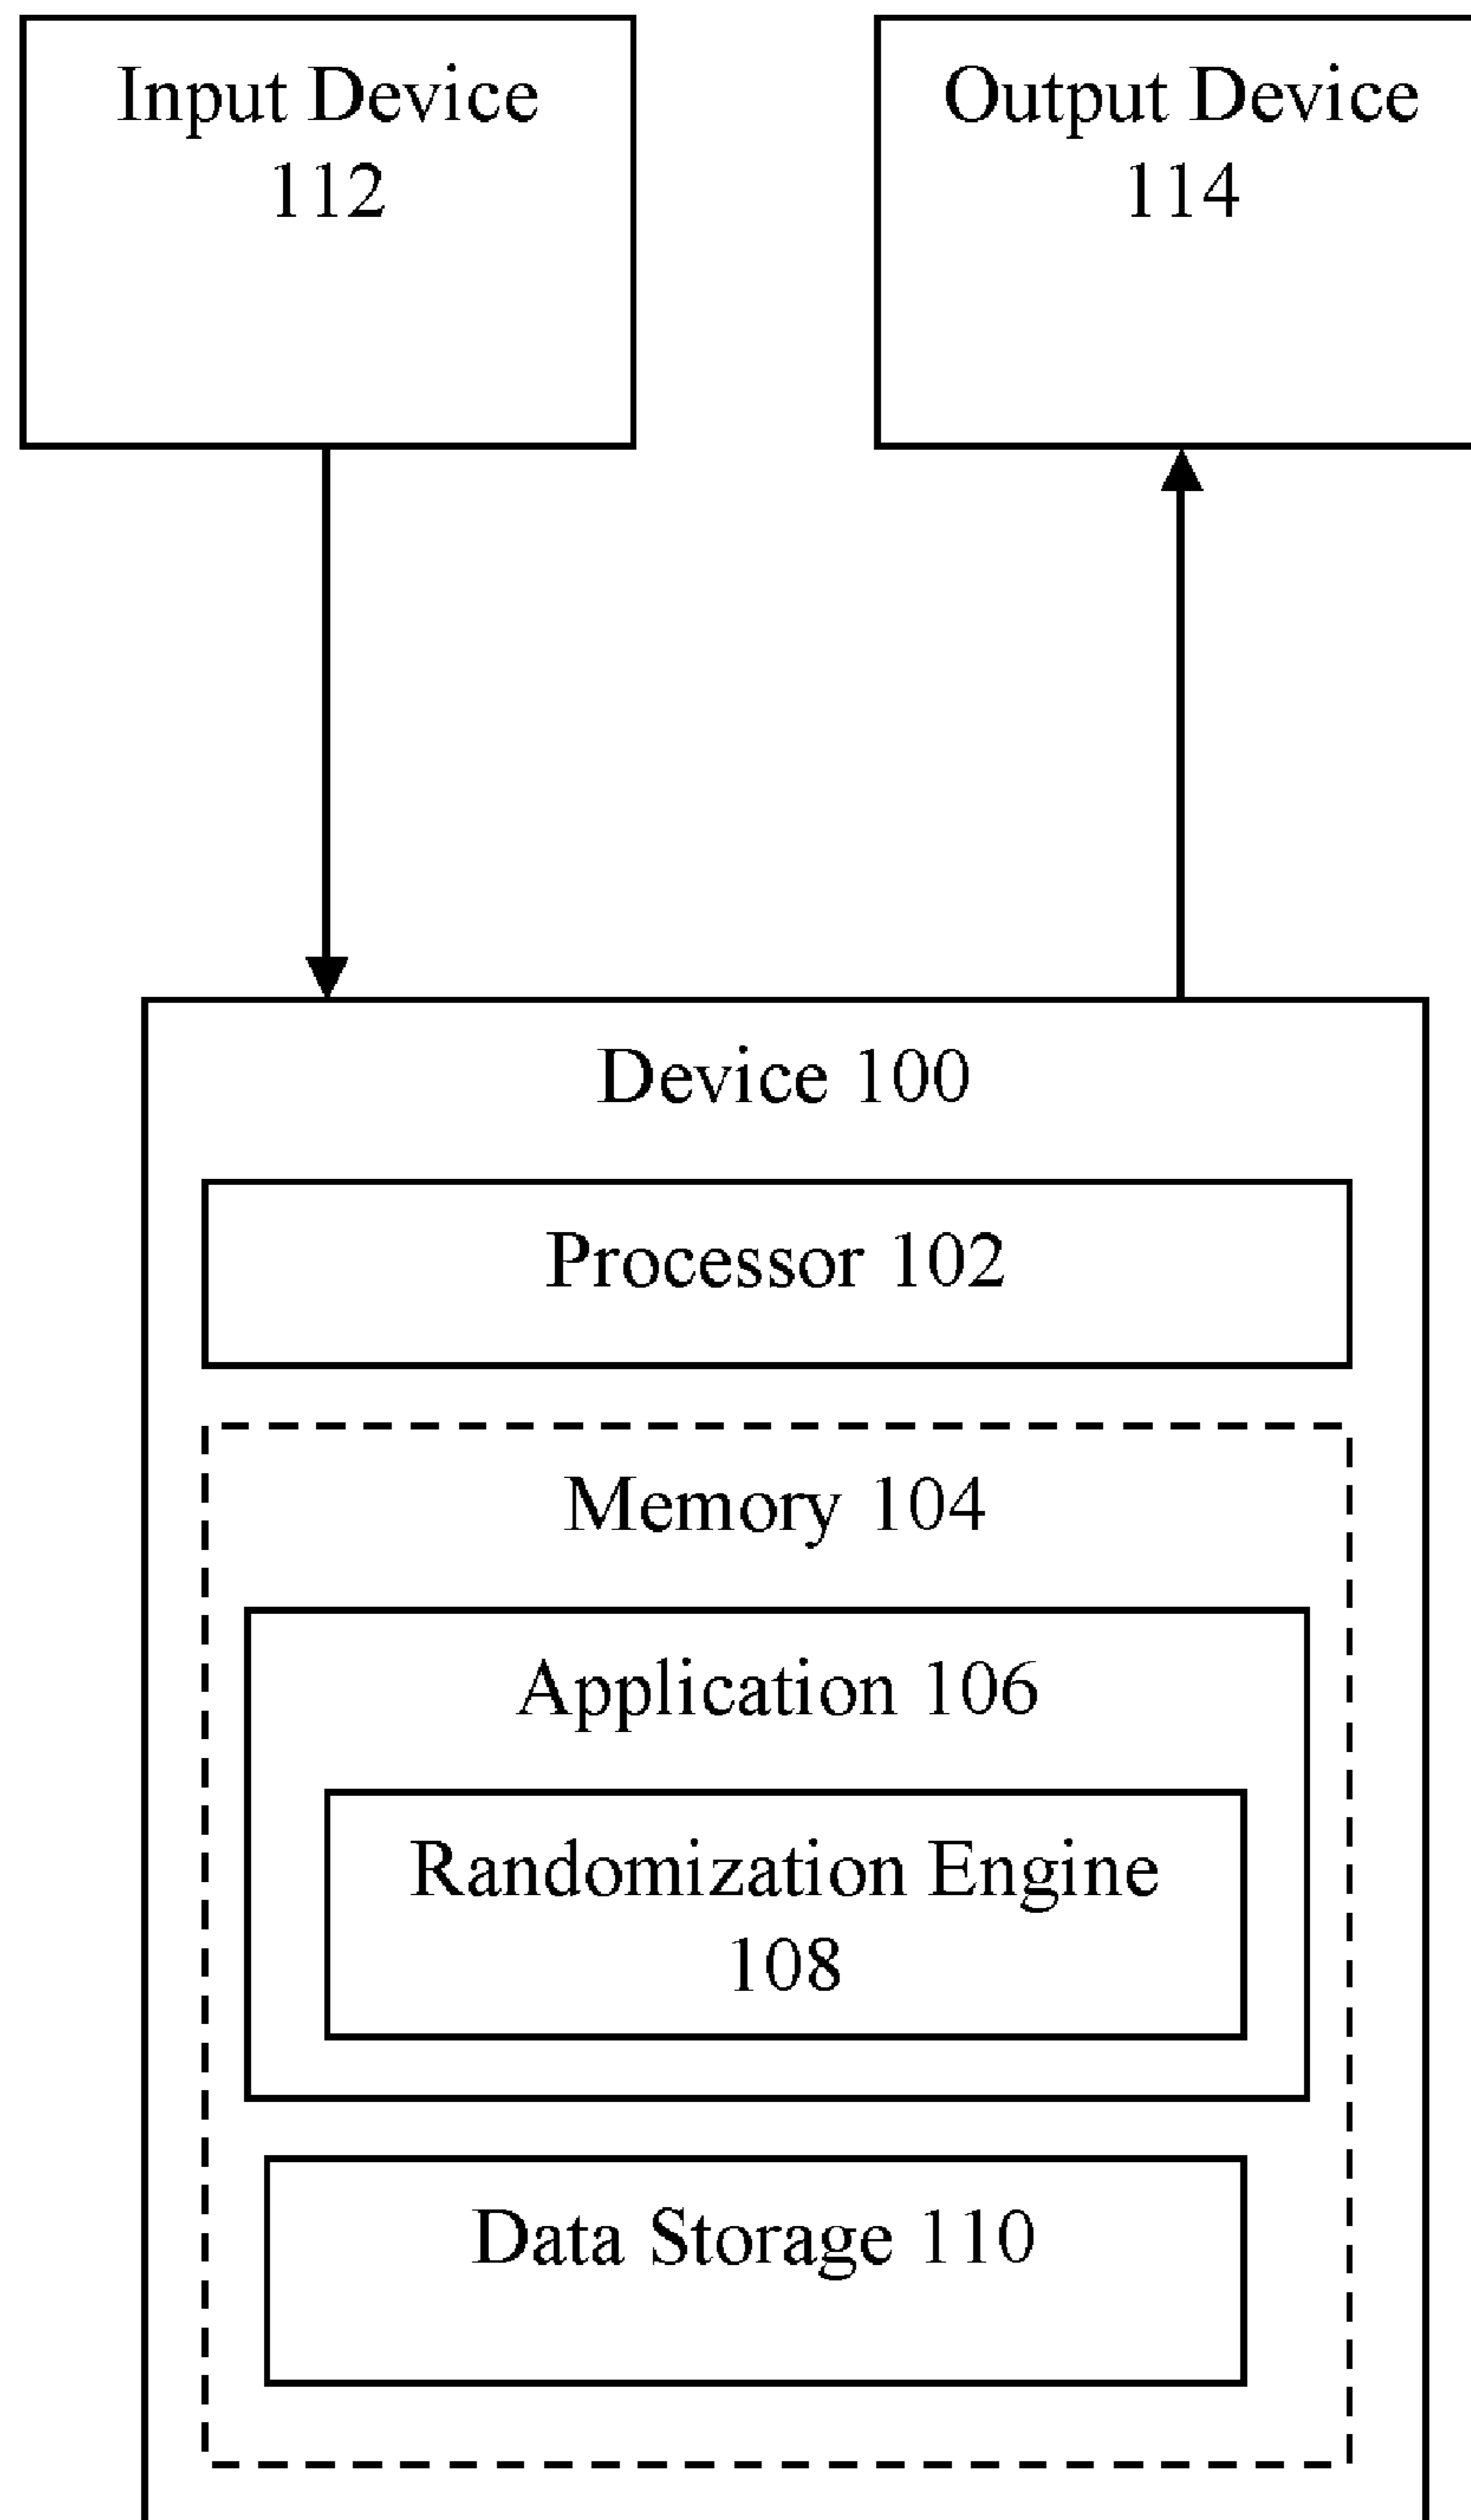 Input Device
112
Output Device
114
Device 100
Processor 102
Memory 104
Application 106
Randomization Engine
108
Data Storage 110